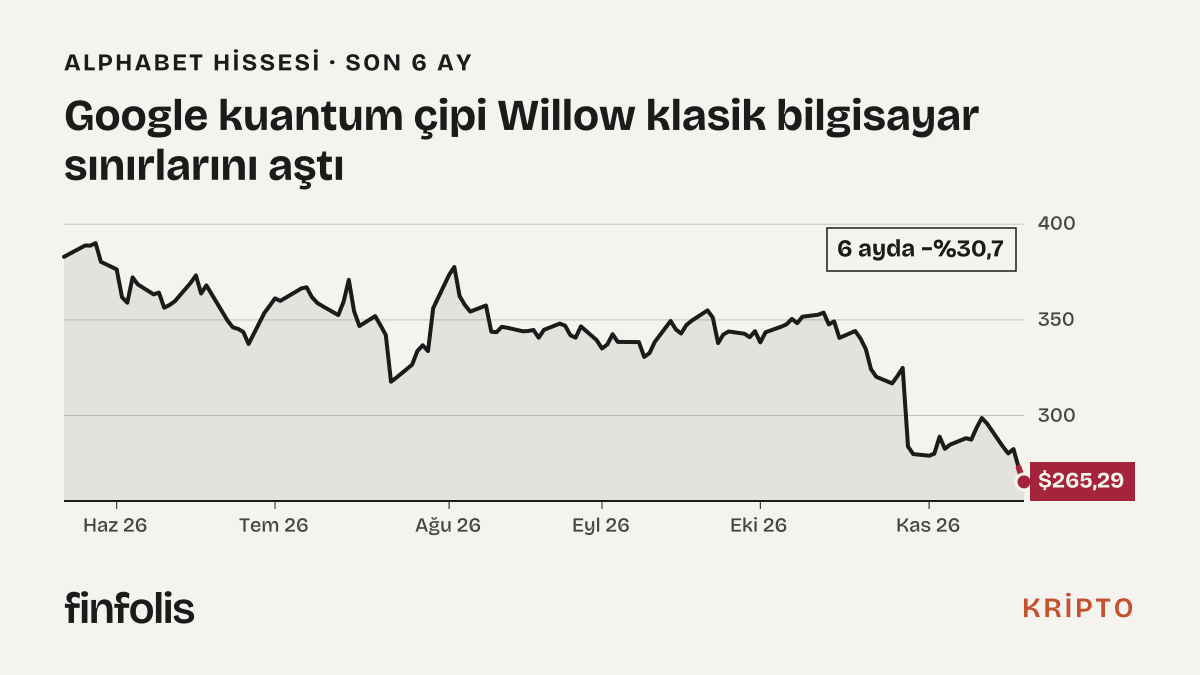 ALPHABET HİSSESİ · SON 6 AY
Google kuantum çipi Willow klasik bilgisayar
sınırlarını aştı
400
6 ayda −%30,7
350
300
$265,29
Haz 26
Tem 26
Ağu 26
Eyl 26
Eki 26
Kas 26
finfolis
KRİPTO